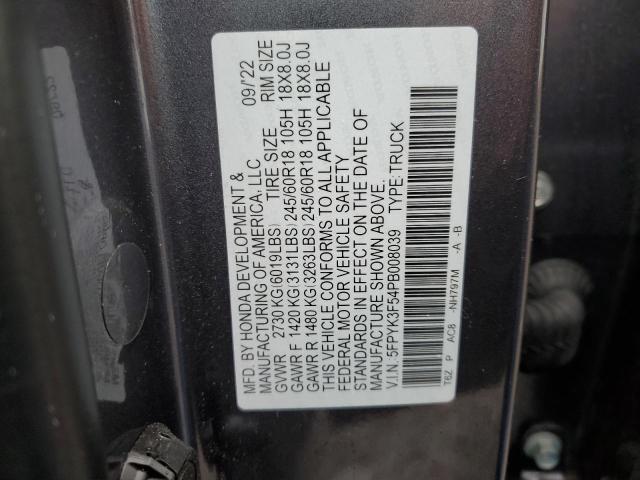 MFD. BY HONDA DEVELOPMENT & 09/'22
MANUFACTURING OF AMERICA, LLC
GVWR 2730 KG(6019LBS) TIRE SIZE RIM SIZE
GAWR F 1420 KG(3131LBS)245/60R18 105H 18X8.0J
GAWR R 1480 KG(3263LBS)245/60R18 105H 18X8.0J
THIS VEHICLE CONFORMS TO ALL APPLICABLE
FEDERAL MOTOR VEHICLE SAFETY
STANDARDS IN EFFECT ON THE DATE OF
MANUFACTURE SHOWN ABOVE.
V.I.N. 5FPYK3F54PB008039 TYPE:TRUCK
T6Z P AC8 -NH797M -A -B